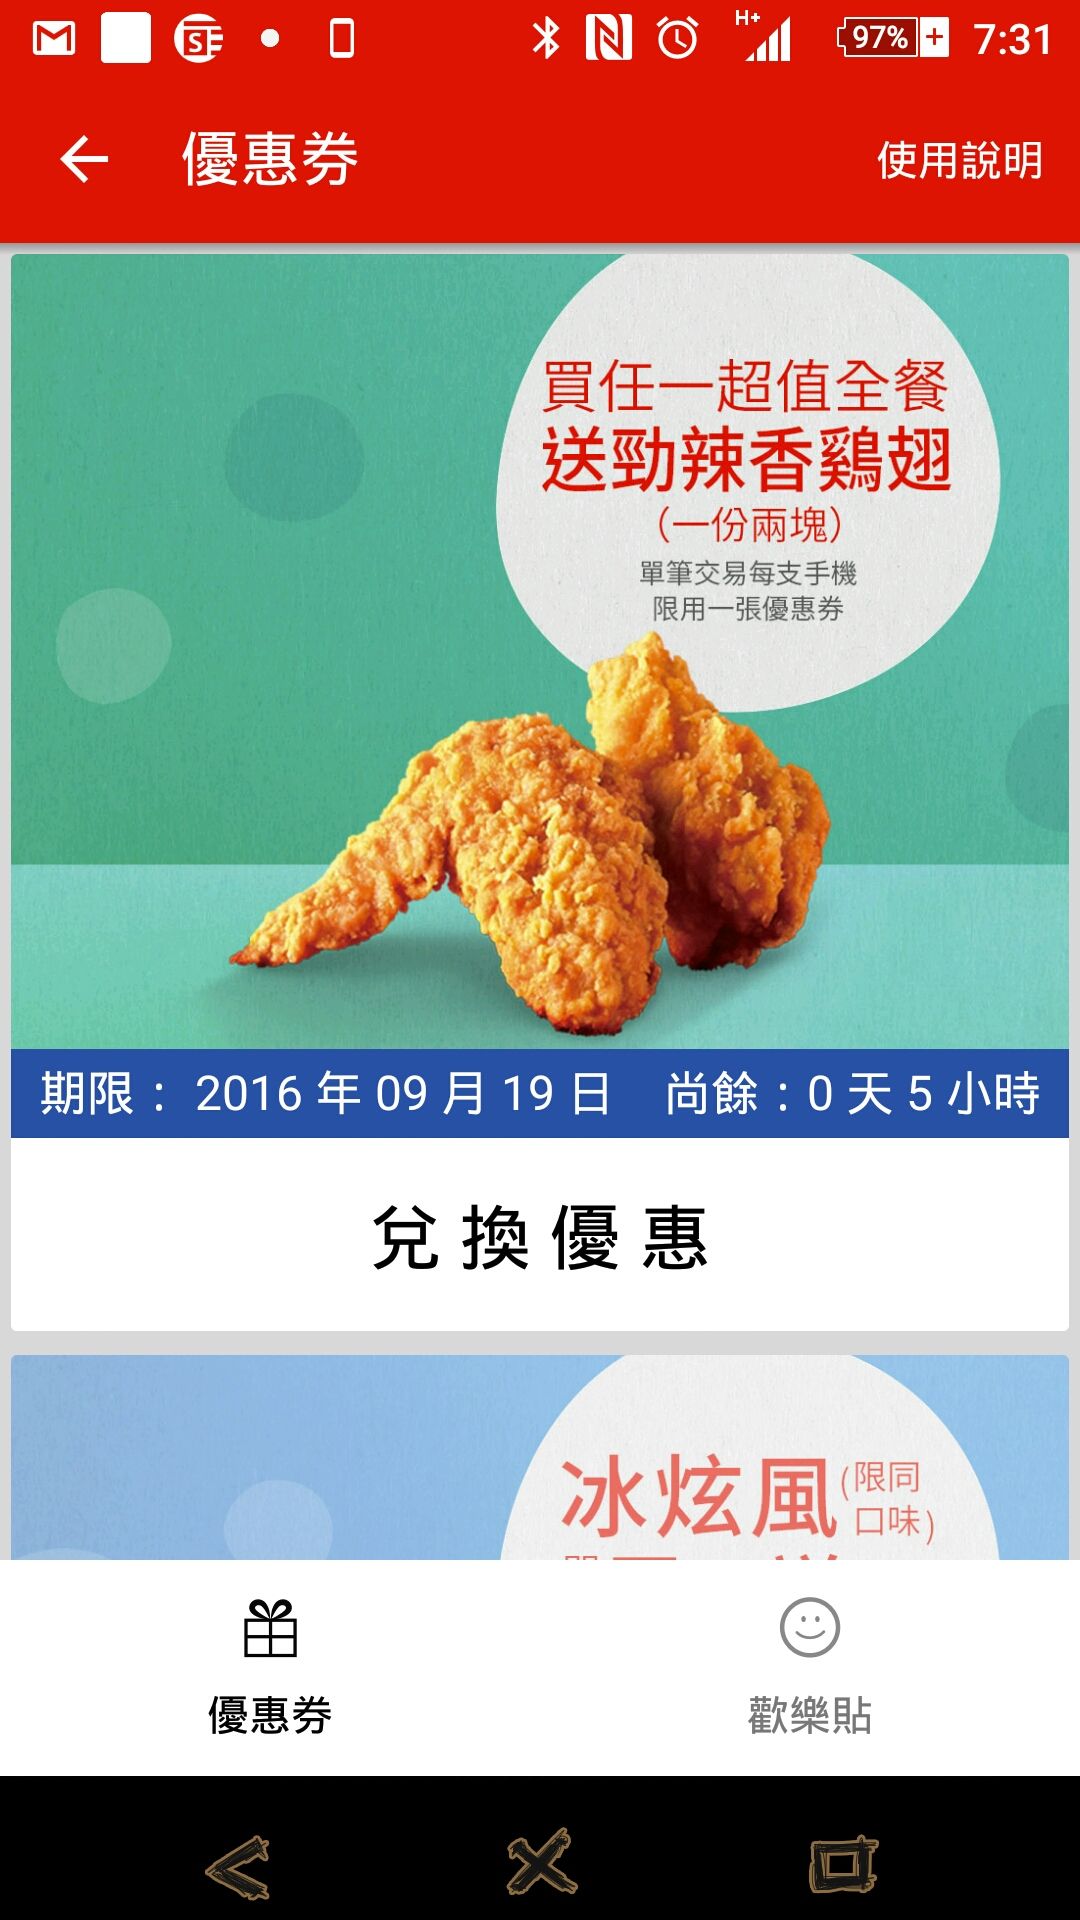 H+
97%
7:31
優惠券
使用說明
買任一超值全餐
送勁辣香鷄翅
(一份兩塊)
單筆交易每支手機
限用一張優惠券
期限： 2016 年 09 月 19 日 尚餘：0 天 5 小時
兌換優惠
冰炫風(限同
口味)
優惠券
歡樂貼